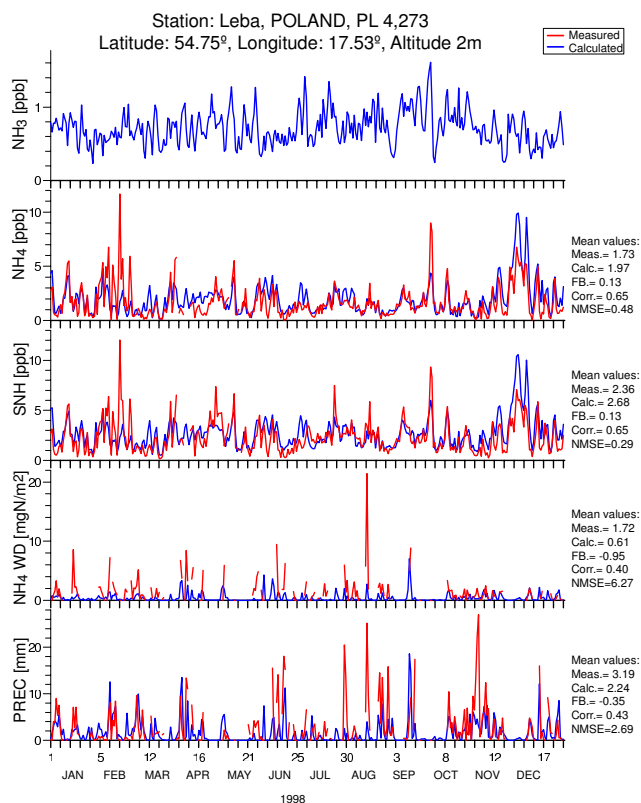 Station: Leba, POLAND, PL 4,273
Latitude: 54.75º, Longitude: 17.53º, Altitude 2m
Measured
Calculated
NH3 [ppb]
1
0
NH4 [ppb]
10
5
0
Mean values:
Meas.= 1.73
Calc.= 1.97
FB.= 0.13
Corr.= 0.65
NMSE=0.48
SNH [ppb]
10
5
0
Mean values:
Meas.= 2.36
Calc.= 2.68
FB.= 0.13
Corr.= 0.65
NMSE=0.29
NH4 WD [mgN/m2]
20
10
0
Mean values:
Meas.= 1.72
Calc.= 0.61
FB.= -0.95
Corr.= 0.40
NMSE=6.27
PREC [mm]
20
10
0
Mean values:
Meas.= 3.19
Calc.= 2.24
FB.= -0.35
Corr.= 0.43
NMSE=2.69
1 5 9 12 16 21 25 30 3 8 12 17
JAN FEB MAR APR MAY JUN JUL AUG SEP OCT NOV DEC
1998